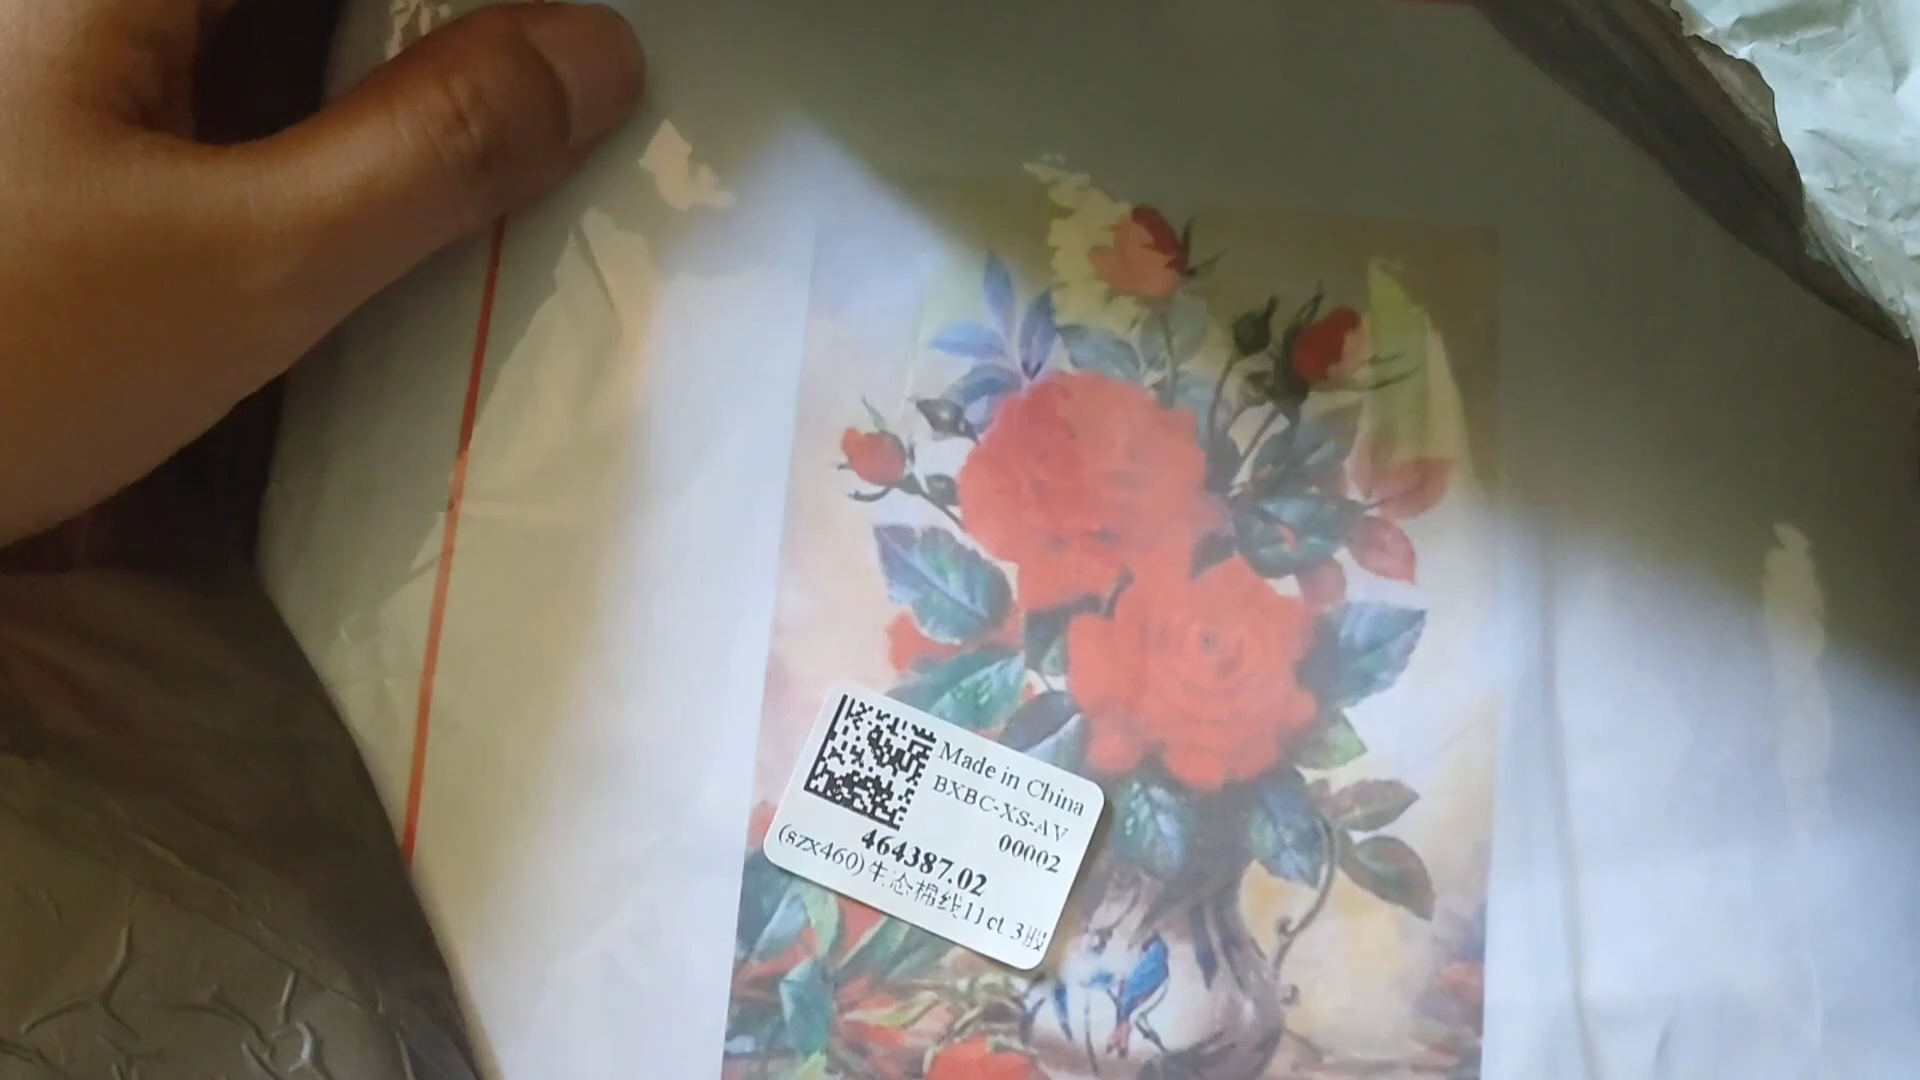 Made in China
BXBC-XS-AV
00002
464387.02
(szx460)生态棉线11ct 3股